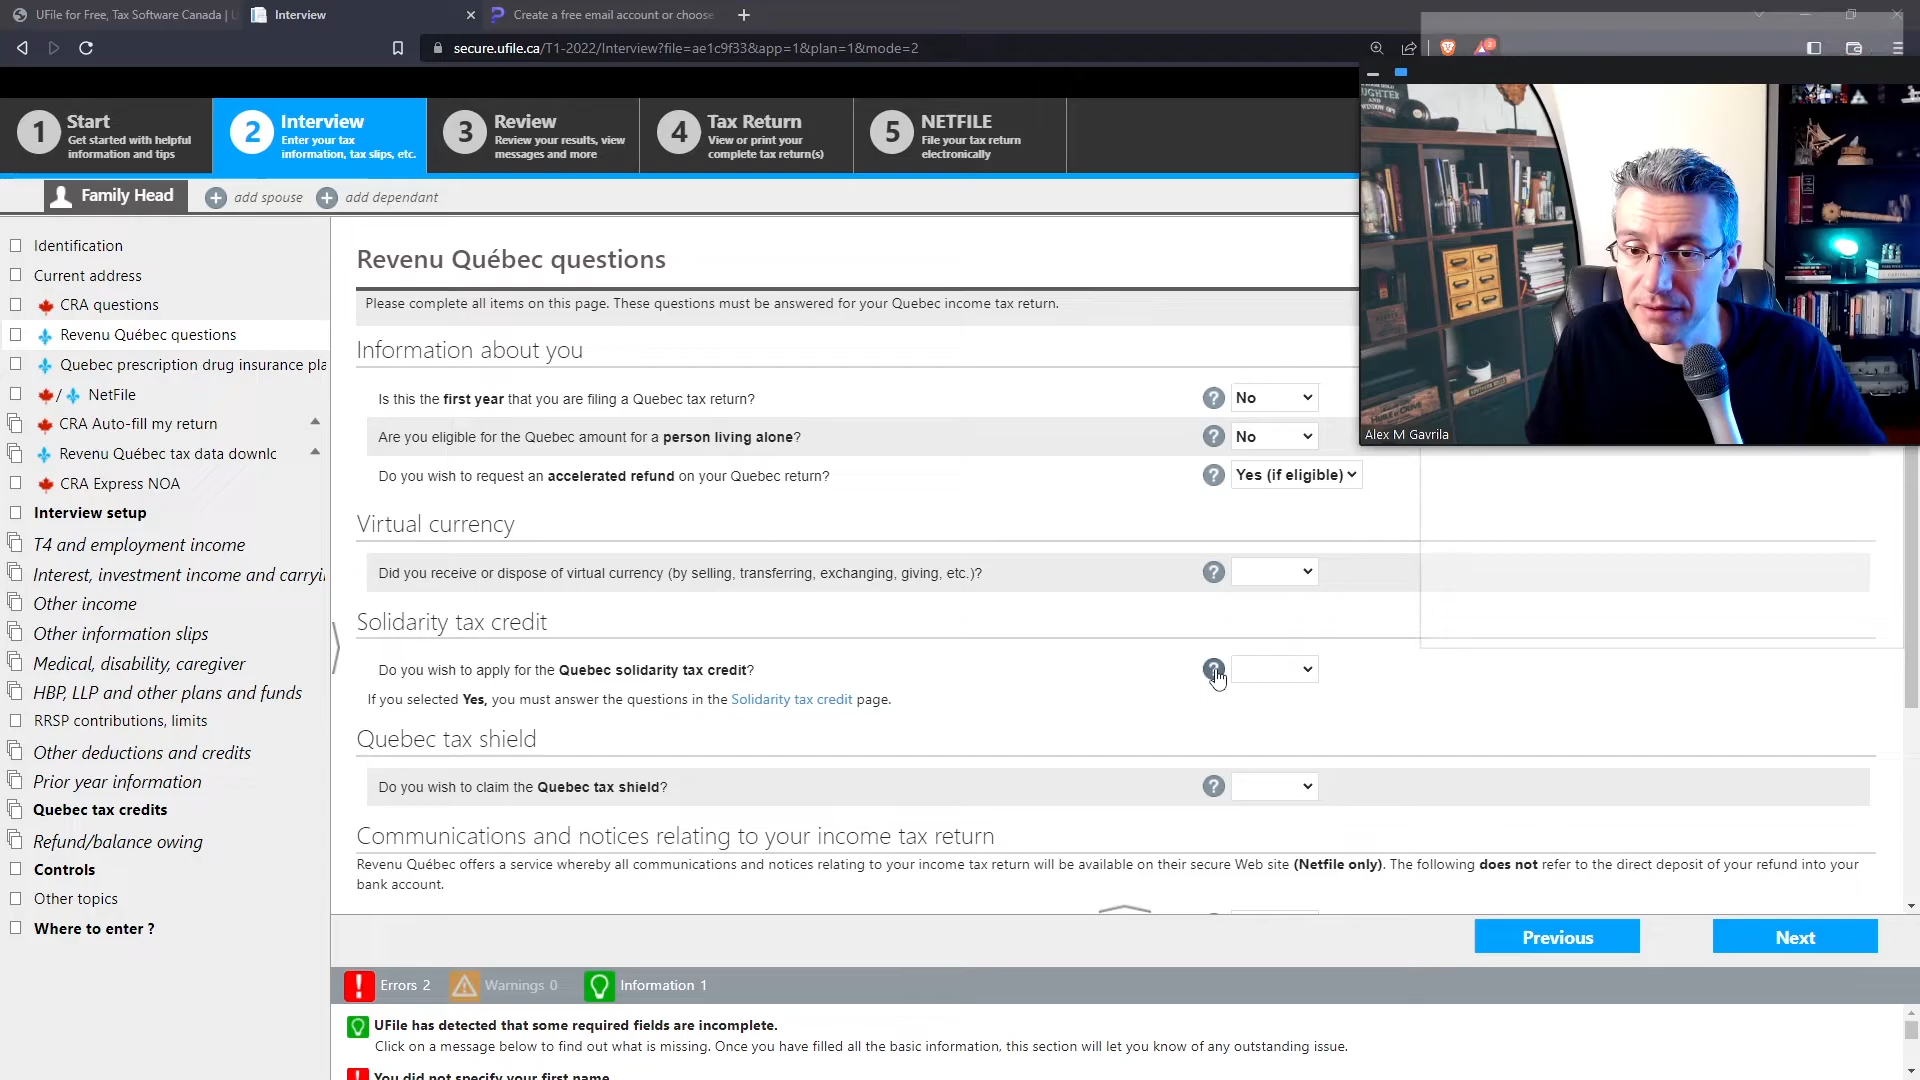 UFile for Free, Tax Software Canada |
Interview
Create a free email account or choose
secure.ufile.ca/T1-2022/Interview?file=ae1c9f33&app=1&plan=1&mode=2
1 Start
Get started with helpful
information and tips
2 Interview
Enter your tax
information, tax slips, etc.
3 Review
Review your results, view
messages and more
4 Tax Return
View or print your
complete tax return(s)
5 NETFILE
File your tax return
electronically
Family Head
add spouse
add dependant
Identification
Current address
CRA questions
Revenu Québec questions
Quebec prescription drug insurance pla
/ NetFile
CRA Auto-fill my return
Revenu Québec tax data downlc
CRA Express NOA
Interview setup
T4 and employment income
Interest, investment income and carryi
Other income
Other information slips
Medical, disability, caregiver
HBP, LLP and other plans and funds
RRSP contributions, limits
Other deductions and credits
Prior year information
Quebec tax credits
Refund/balance owing
Controls
Other topics
Where to enter ?
Revenu Québec questions
Please complete all items on this page. These questions must be answered for your Quebec income tax return.
Information about you
Is this the first year that you are filing a Quebec tax return? ? No
Are you eligible for the Quebec amount for a person living alone? ? No
Do you wish to request an accelerated refund on your Quebec return? ? Yes (if eligible)
Virtual currency
Did you receive or dispose of virtual currency (by selling, transferring, exchanging, giving, etc.)? ?
Solidarity tax credit
Do you wish to apply for the Quebec solidarity tax credit? ?
If you selected Yes, you must answer the questions in the Solidarity tax credit page.
Quebec tax shield
Do you wish to claim the Quebec tax shield? ?
Communications and notices relating to your income tax return
Revenu Québec offers a service whereby all communications and notices relating to your income tax return will be available on their secure Web site (Netfile only). The following does not refer to the direct deposit of your refund into your
bank account.
Previous
Next
Errors 2
Warnings 0
Information 1
UFile has detected that some required fields are incomplete.
Click on a message below to find out what is missing. Once you have filled all the basic information, this section will let you know of any outstanding issue.
You did not specify your first name
Alex M Gavrila